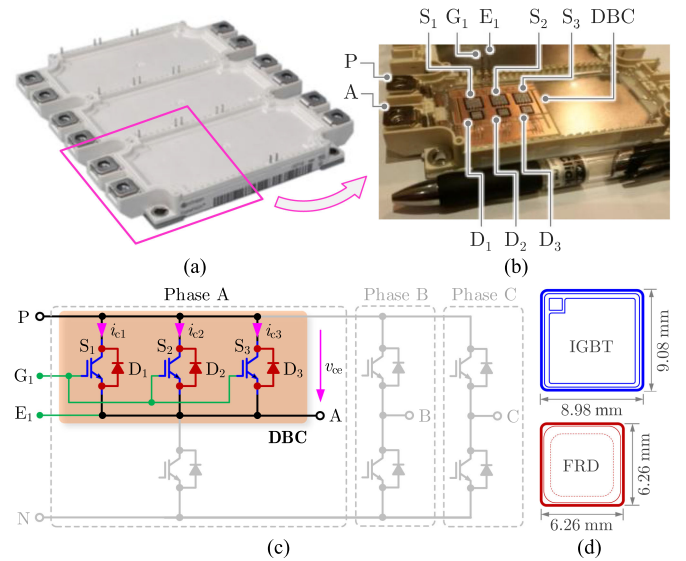 S1 G1 E1 S2 S3 DBC
P
A
D1 D2 D3
(a) (b)
Phase A Phase B Phase C
P
ic1 ic2 ic3
S1 S2 S3
D1 D2 D3
vce
G1
E1
A B C
DBC
N
IGBT
9.08 mm
8.98 mm
FRD
6.26 mm
6.26 mm
(c) (d)